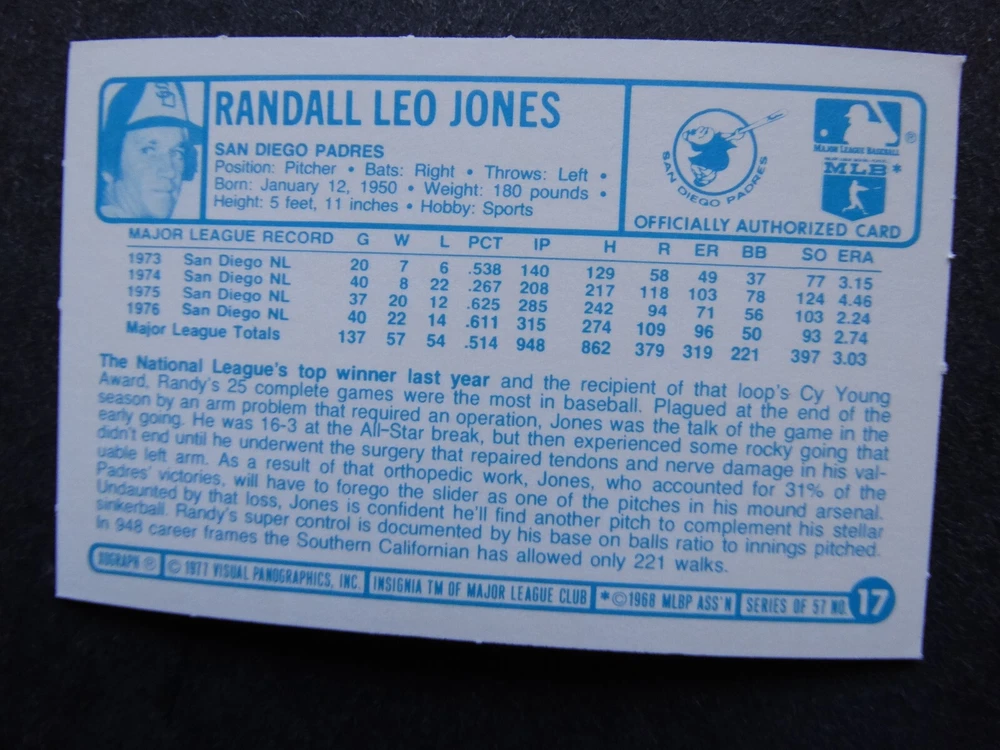 RANDALL LEO JONES
SAN DIEGO PADRES
Position: Pitcher • Bats: Right • Throws: Left •
Born: January 12, 1950 • Weight: 180 pounds •
Height: 5 feet, 11 inches • Hobby: Sports
SD
SAN DIEGO PADRES
MAJOR LEAGUE BASEBALL ®
MLB *
OFFICIALLY AUTHORIZED CARD
MAJOR LEAGUE RECORD G W L PCT IP H R ER BB SO ERA
1973 San Diego NL 20 7 6 .538 140 129 58 49 37 77 3.15
1974 San Diego NL 40 8 22 .267 208 217 118 103 78 124 4.46
1975 San Diego NL 37 20 12 .625 285 242 94 71 56 103 2.24
1976 San Diego NL 40 22 14 .611 315 274 109 96 50 93 2.74
Major League Totals 137 57 54 .514 948 862 379 319 221 397 3.03
The National League's top winner last year and the recipient of that loop's Cy Young
Award, Randy's 25 complete games were the most in baseball. Plagued at the end of the
season by an arm problem that required an operation, Jones was the talk of the game in the
early going. He was 16-3 at the All-Star break, but then experienced some rocky going that
didn't end until he underwent the surgery that repaired tendons and nerve damage in his val-
uable left arm. As a result of that orthopedic work, Jones, who accounted for 31% of the
Padres' victories, will have to forego the slider as one of the pitches in his mound arsenal.
Undaunted by that loss, Jones is confident he'll find another pitch to complement his stellar
sinkerball. Randy's super control is documented by his base on balls ratio to innings pitched.
In 948 career frames the Southern Californian has allowed only 221 walks.
XOGRAPH ® © 1977 VISUAL PANOGRAPHICS, INC. INSIGNIA TM OF MAJOR LEAGUE CLUB *©1968 MLBP ASS'N SERIES OF 57 NO. 17